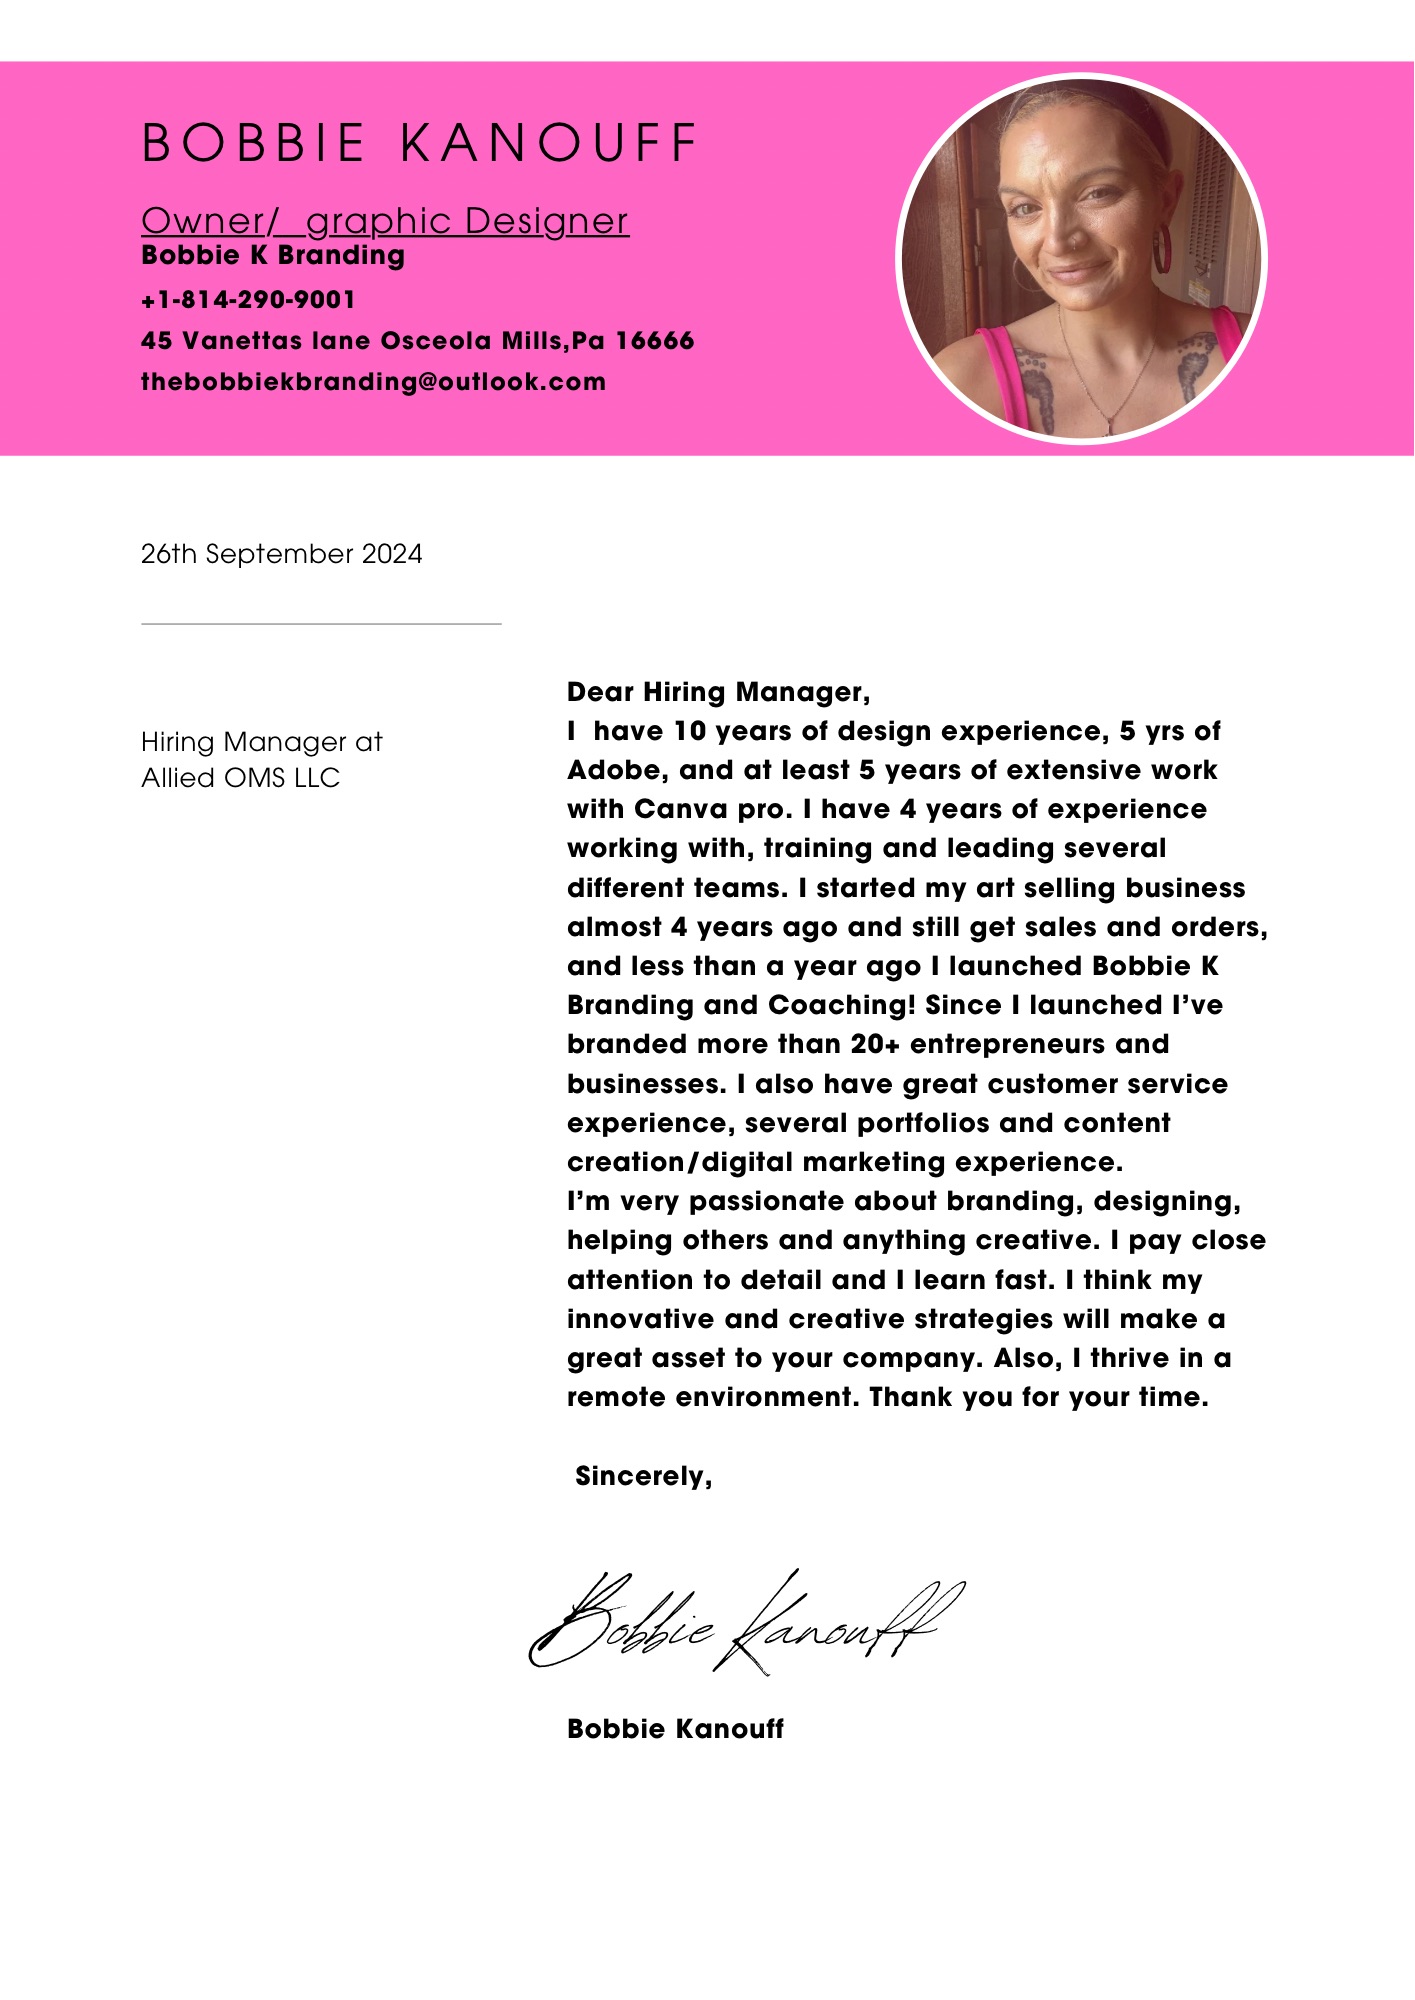 BOBBIE KANOUFF
Owner/  graphic Designer
Bobbie K Branding
+1-814-290-9001
45 Vanettas lane Osceola Mills,Pa 16666
thebobbiekbranding@outlook.com
26th September 2024
Hiring Manager at
Allied OMS LLC
Dear Hiring Manager,
I  have 10 years of design experience, 5 yrs of
Adobe, and at least 5 years of extensive work
with Canva pro. I have 4 years of experience
working with, training and leading several
different teams. I started my art selling business
almost 4 years ago and still get sales and orders,
and less than a year ago I launched Bobbie K
Branding and Coaching! Since I launched I’ve
branded more than 20+ entrepreneurs and
businesses. I also have great customer service
experience, several portfolios and content
creation/digital marketing experience.
I’m very passionate about branding, designing,
helping others and anything creative. I pay close
attention to detail and I learn fast. I think my
innovative and creative strategies will make a
great asset to your company. Also, I thrive in a
remote environment. Thank you for your time.
Sincerely,
Bobbie Kanouff
Bobbie Kanouff